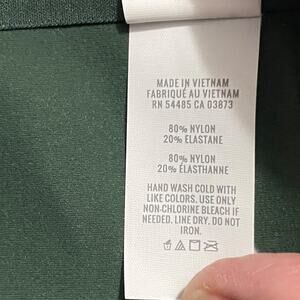 MADE IN VIETNAM
FABRIQUÉ AU VIETNAM
RN 54485 CA 03873
80% NYLON
20% ELASTANE
80% NYLON
20% ÉLASTHANNE
HAND WASH COLD WITH
LIKE COLORS. USE ONLY
NON-CHLORINE BLEACH IF
NEEDED. LINE DRY. DO NOT
IRON.